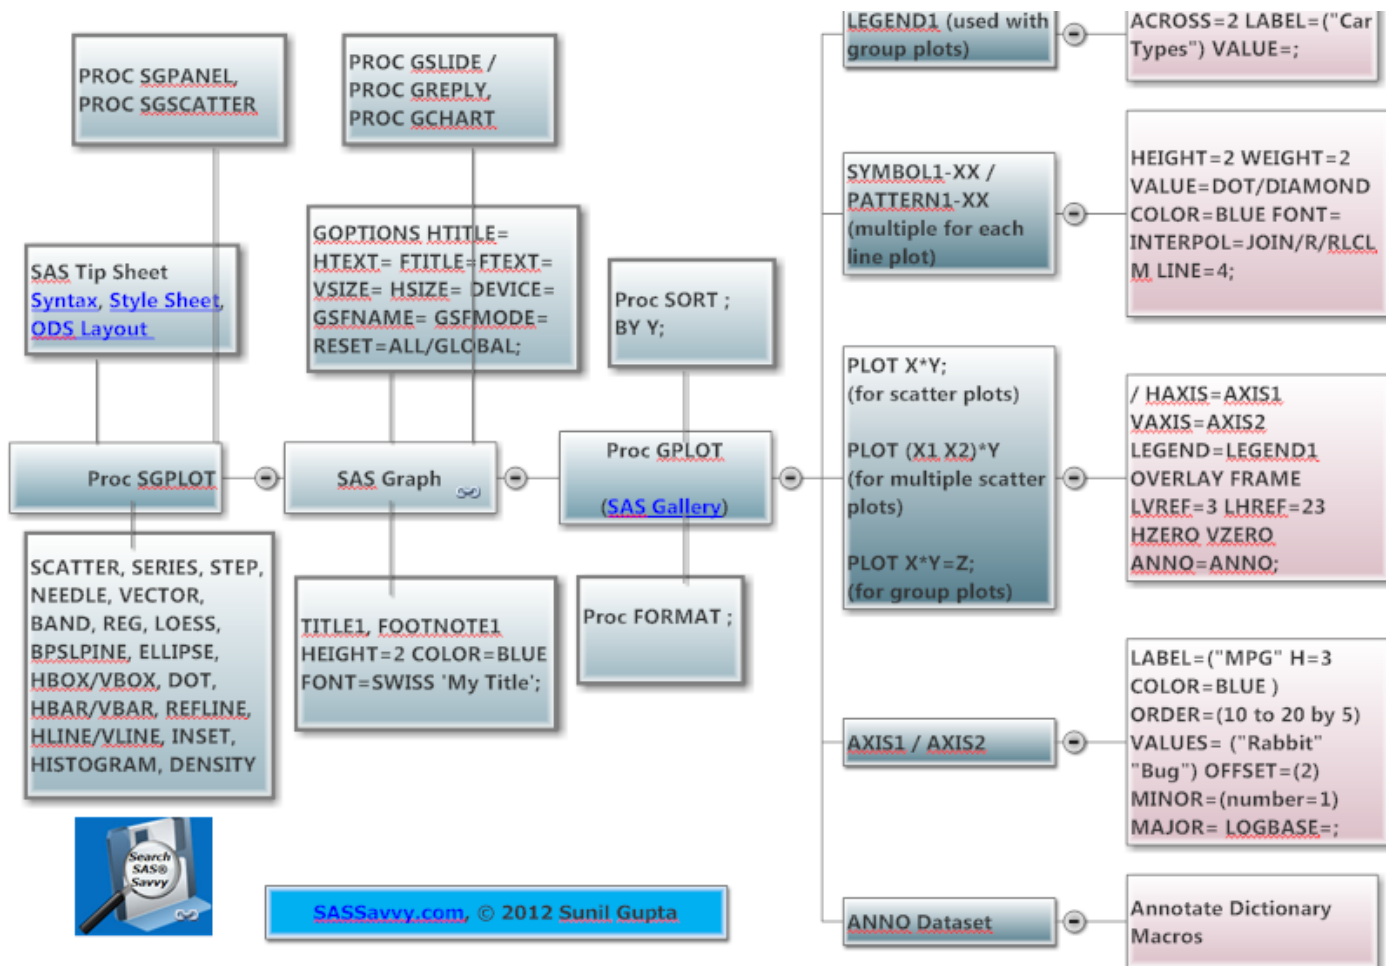 PROC SGPANEL,
PROC SGSCATTER
PROC GSLIDE /
PROC GREPLY,
PROC GCHART
SAS Tip Sheet
Syntax, Style Sheet,
ODS Layout
GOPTIONS HTITLE=
HTEXT= FTITLE=FTEXT=
VSIZE= HSIZE= DEVICE=
GSFNAME= GSFMODE=
RESET=ALL/GLOBAL;
Proc SORT ;
BY Y;
Proc SGPLOT
SAS Graph
Proc GPLOT
(SAS Gallery)
SCATTER, SERIES, STEP,
NEEDLE, VECTOR,
BAND, REG, LOESS,
BPSLPINE, ELLIPSE,
HBOX/VBOX, DOT,
HBAR/VBAR, REFLINE,
HLINE/VLINE, INSET,
HISTOGRAM, DENSITY
TITLE1, FOOTNOTE1
HEIGHT=2 COLOR=BLUE
FONT=SWISS 'My Title';
Proc FORMAT ;
Search
SAS®
Savvy
SASSavvy.com, © 2012 Sunil Gupta
LEGEND1 (used with
group plots)
ACROSS=2 LABEL=("Car
Types") VALUE=;
SYMBOL1-XX /
PATTERN1-XX
(multiple for each
line plot)
HEIGHT=2 WEIGHT=2
VALUE=DOT/DIAMOND
COLOR=BLUE FONT=
INTERPOL=JOIN/R/RLCL
M LINE=4;
PLOT X*Y;
(for scatter plots)
PLOT (X1 X2)*Y
(for multiple scatter
plots)
PLOT X*Y=Z;
(for group plots)
/ HAXIS=AXIS1
VAXIS=AXIS2
LEGEND=LEGEND1
OVERLAY FRAME
LVREF=3 LHREF=23
HZERO VZERO
ANNO=ANNO;
AXIS1 / AXIS2
LABEL=("MPG" H=3
COLOR=BLUE )
ORDER=(10 to 20 by 5)
VALUES= ("Rabbit"
"Bug") OFFSET=(2)
MINOR=(number=1)
MAJOR= LOGBASE=;
ANNO Dataset
Annotate Dictionary
Macros